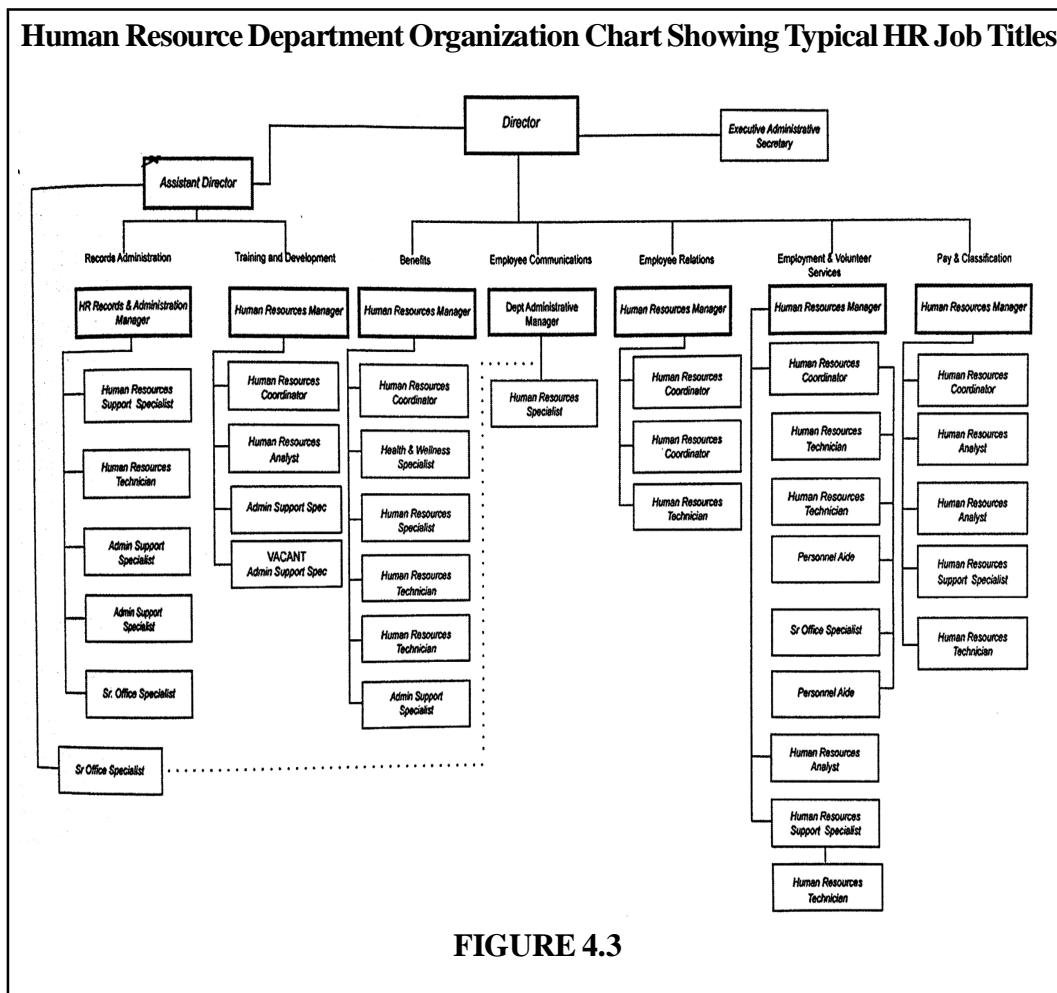 Human Resource Department Organization Chart Showing Typical HR Job Titles
Director
Executive Administrative
Secretary
Assistant Director
Records Administration
Training and Development
Benefits
Employee Communications
Employee Relations
Employment & Volunteer
Services
Pay & Classification
HR Records & Administration
Manager
Human Resources
Support Specialist
Human Resources
Technician
Admin Support
Specialist
Admin Support
Specialist
Sr. Office Specialist
Sr Office Specialist
Human Resources Manager
Human Resources
Coordinator
Human Resources
Analyst
Admin Support Spec
VACANT
Admin Support Spec
Human Resources Manager
Human Resources
Coordinator
Health & Wellness
Specialist
Human Resources
Specialist
Human Resources
Technician
Human Resources
Technician
Admin Support
Specialist
Dept Administrative
Manager
Human Resources
Specialist
Human Resources Manager
Human Resources
Coordinator
Human Resources
Coordinator
Human Resources
Technician
Human Resources Manager
Human Resources
Coordinator
Human Resources
Technician
Human Resources
Technician
Personnel Aide
Sr Office Specialist
Personnel Aide
Human Resources
Analyst
Human Resources
Support Specialist
Human Resources
Technician
Human Resources Manager
Human Resources
Coordinator
Human Resources
Analyst
Human Resources
Analyst
Human Resources
Support Specialist
Human Resources
Technician
FIGURE 4.3